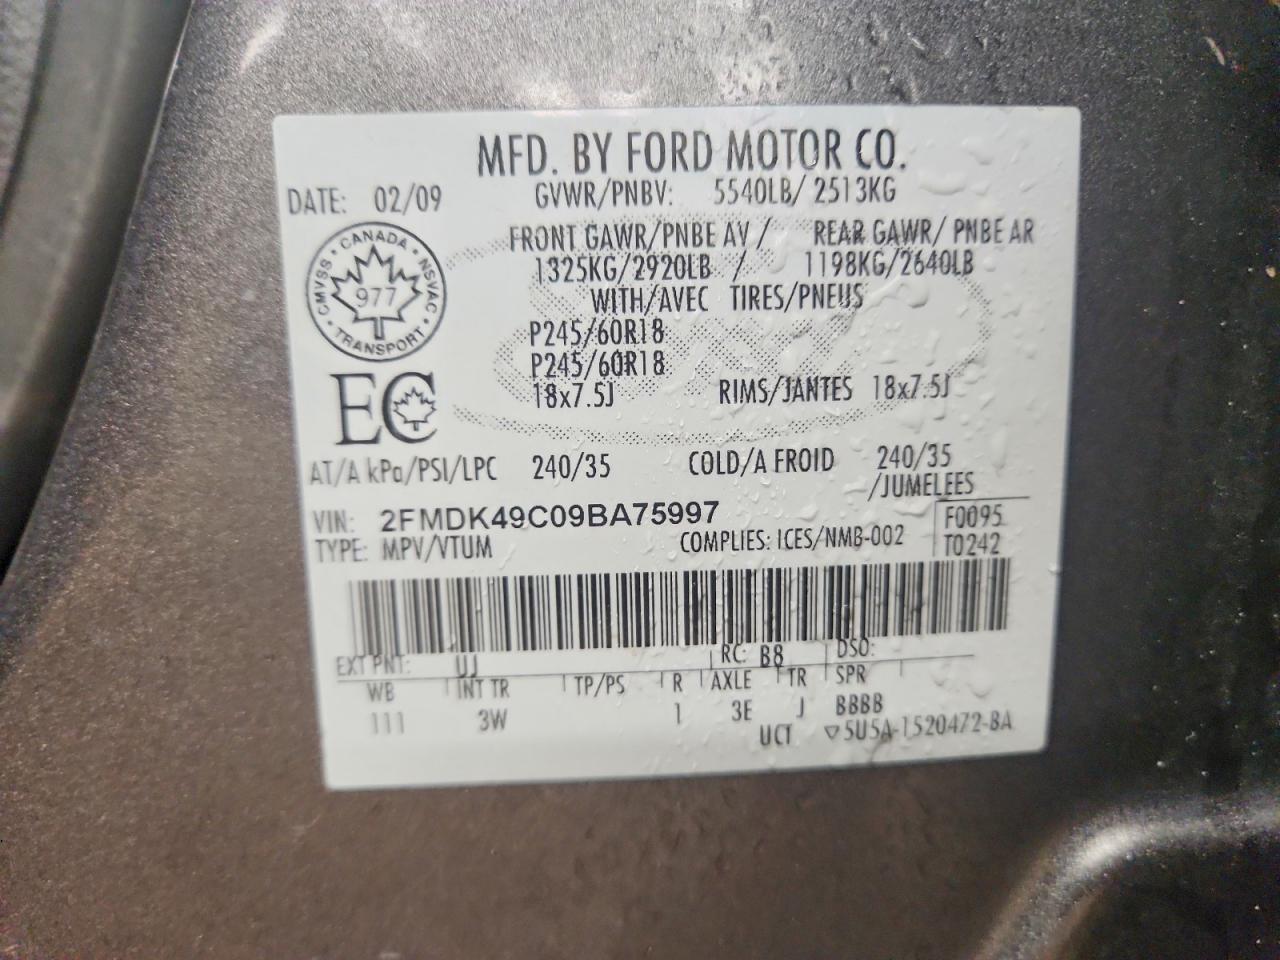 MFD. BY FORD MOTOR CO.
DATE: 02/09 GVWR/PNBV: 5540LB/ 2513KG
FRONT GAWR/PNBE AV / REAR GAWR/ PNBE AR
1325KG/2920LB / 1198KG/2640LB
WITH/AVEC TIRES/PNEUS
CANADA
CMVSS 977 NSVAC
TRANSPORT
P245/60R18
P245/60R18
18x7.5J RIMS/JANTES 18x7.5J
EC
AT/A kPa/PSI/LPC 240/35 COLD/A FROID 240/35
/JUMELEES
VIN: 2FMDK49C09BA75997 F0095
TYPE: MPV/VTUM COMPLIES: ICES/NMB-002 T0242
EXT PNT: UJ RC: B8 DSO:
WB INT TR TP/PS R AXLE TR SPR
111 3W 1 3E J BBBB
UCT ▽5U5A-1520472-BA